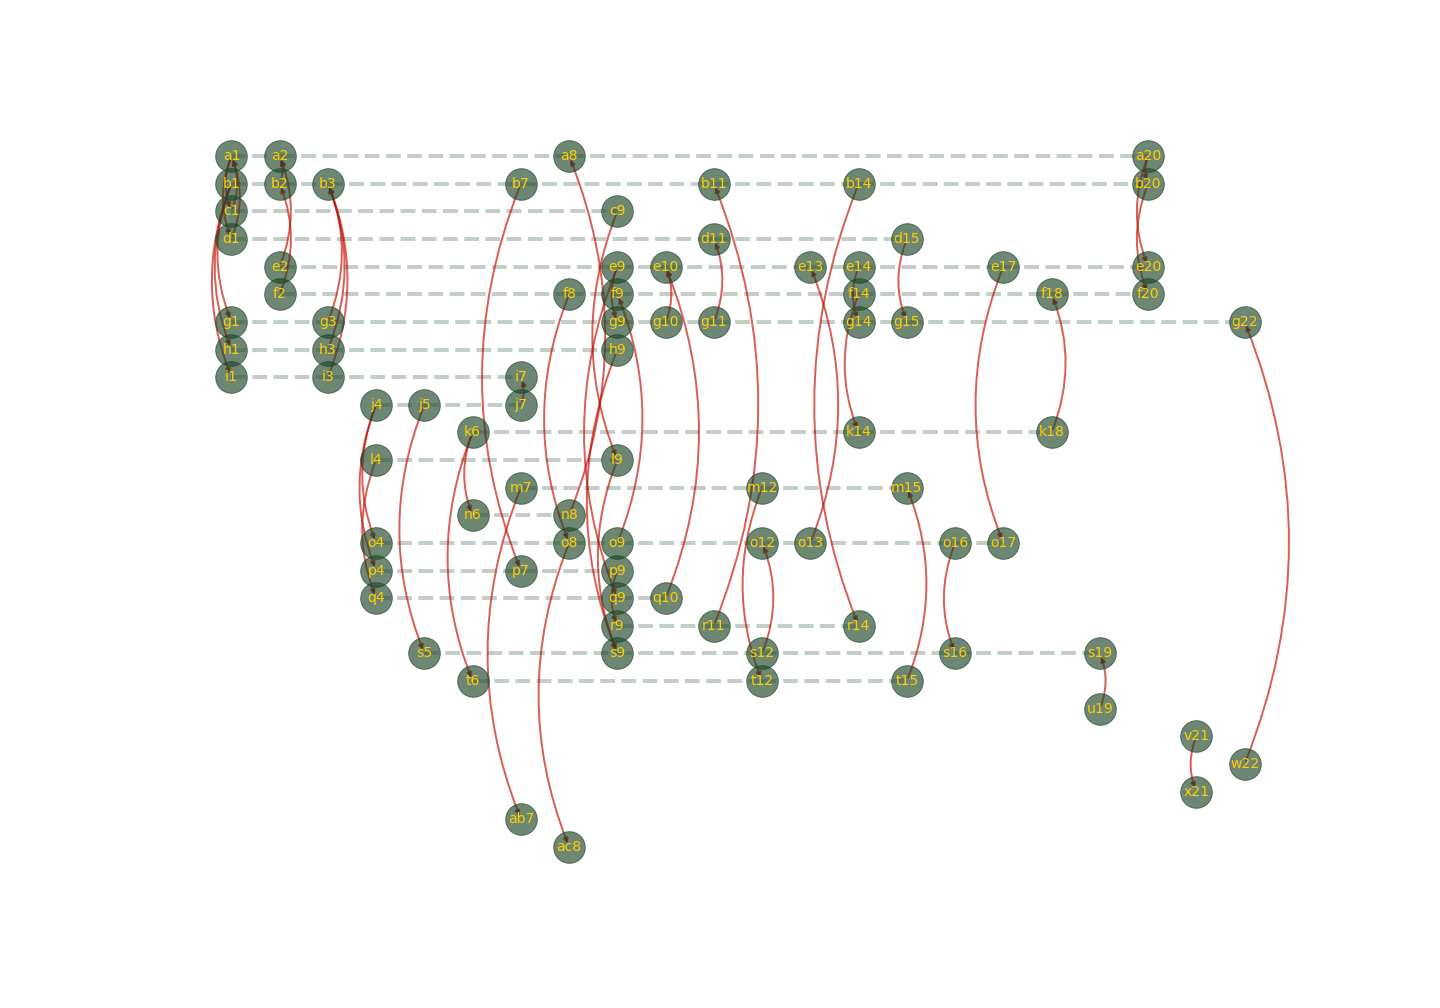 a1 a2 a8 a20
b1 b2 b3 b7 b11 b14 b20
c1 c9
d1 d11 d15
e2 e9 e10 e13 e14 e17 e20
f2 f8 f9 f14 f18 f20
g1 g3 g9 g10 g11 g14 g15 g22
h1 h3 h9
i1 i3 i7
j4 j5 j7
k6 k14 k18
l4 l9
m7 m12 m15
n6 n8
o4 o8 o9 o12 o13 o16 o17
p4 p7 p9
q4 q9 q10
r9 r11 r14
s5 s9 s12 s16 s19
t6 t12 t15
u19
v21
w22
x21
ab7
ac8